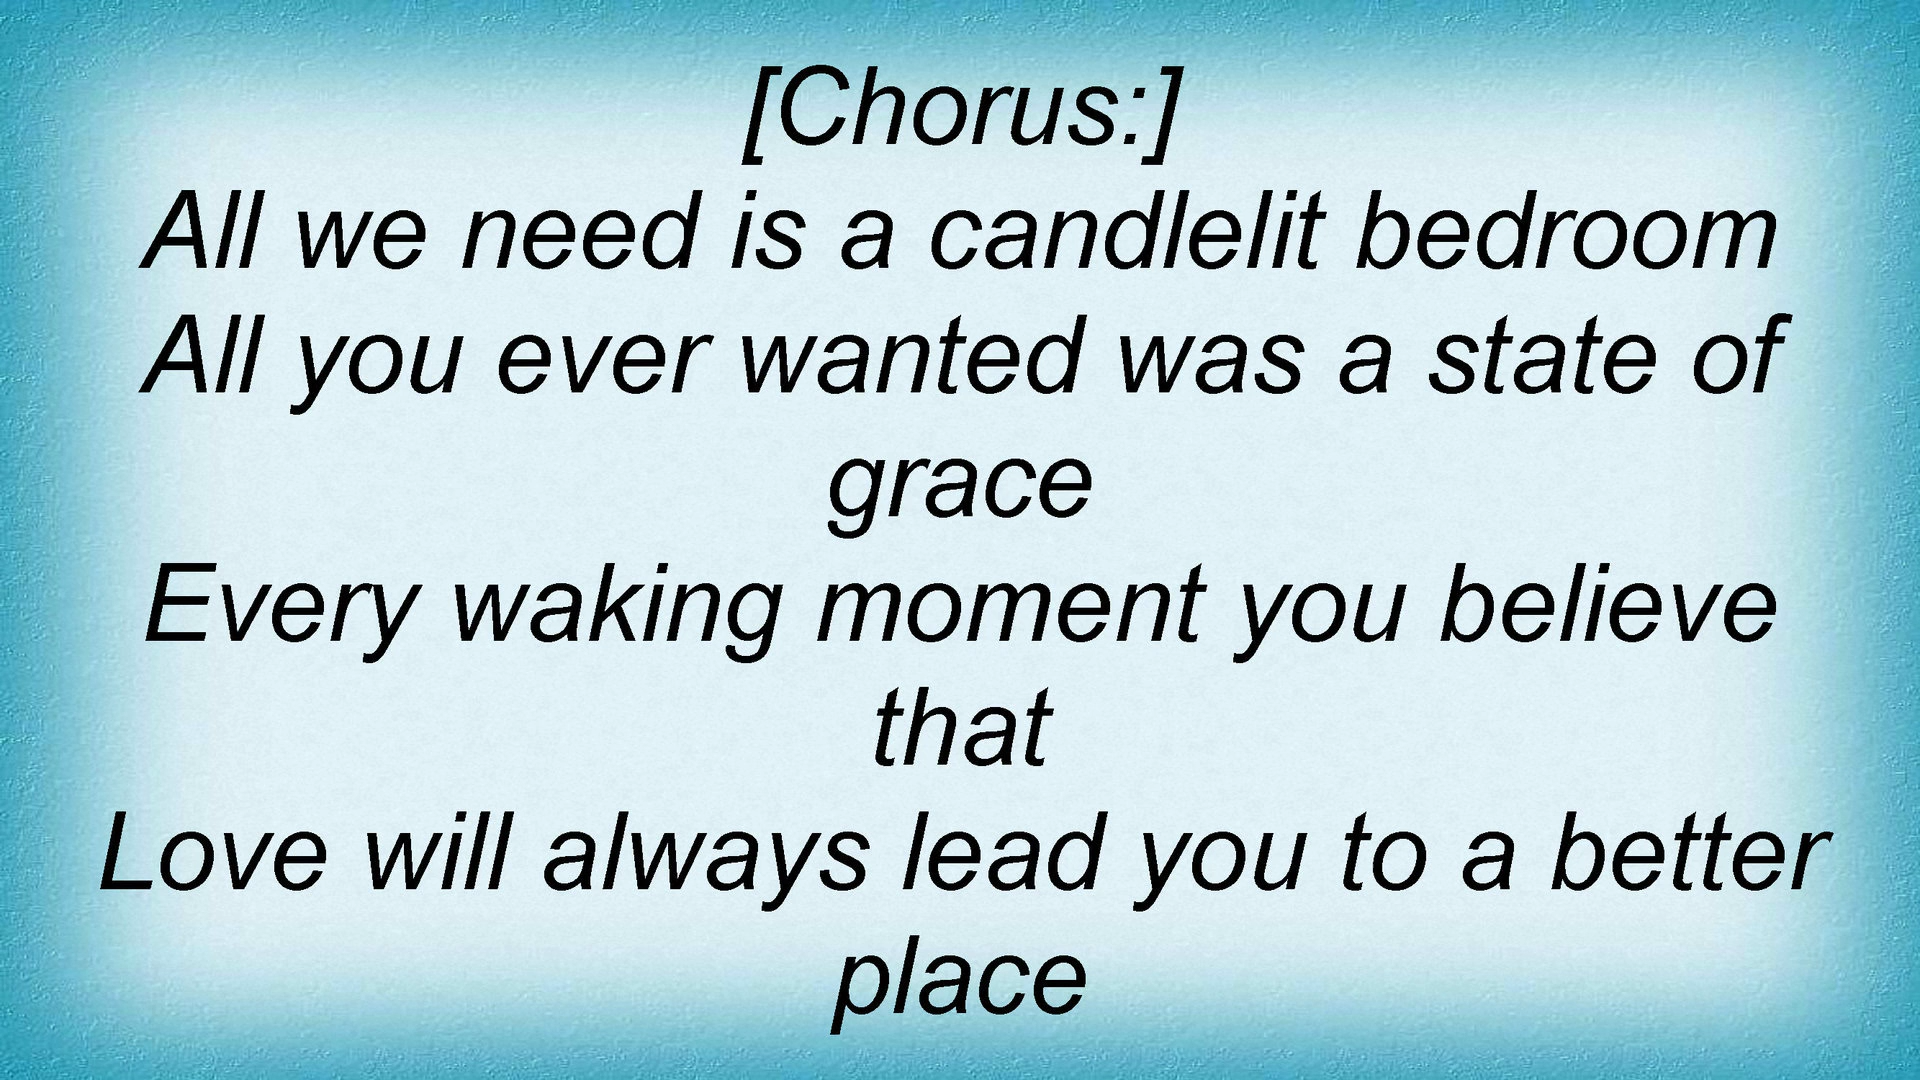 [Chorus:]
All we need is a candlelit bedroom
All you ever wanted was a state of
grace
Every waking moment you believe
that
Love will always lead you to a better
place